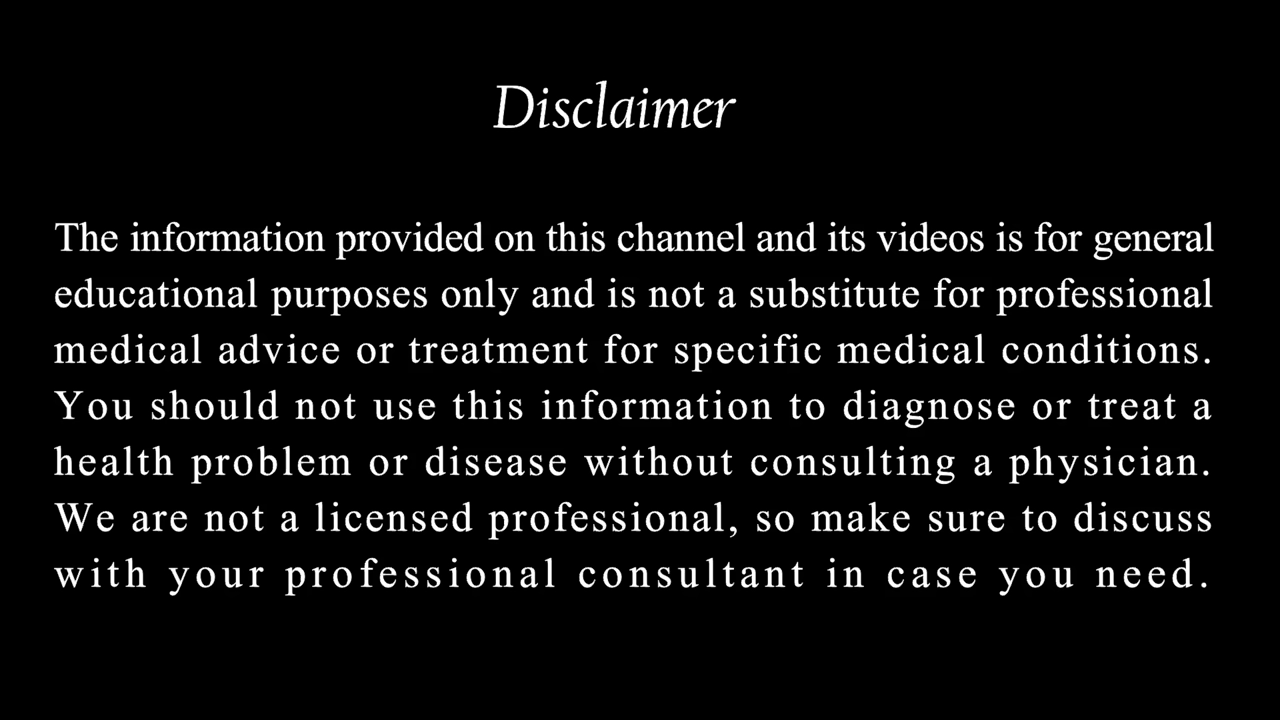 Disclaimer
The information provided on this channel and its videos is for general
educational purposes only and is not a substitute for professional
medical advice or treatment for specific medical conditions.
You should not use this information to diagnose or treat a
health problem or disease without consulting a physician.
We are not a licensed professional, so make sure to discuss
with your professional consultant in case you need.